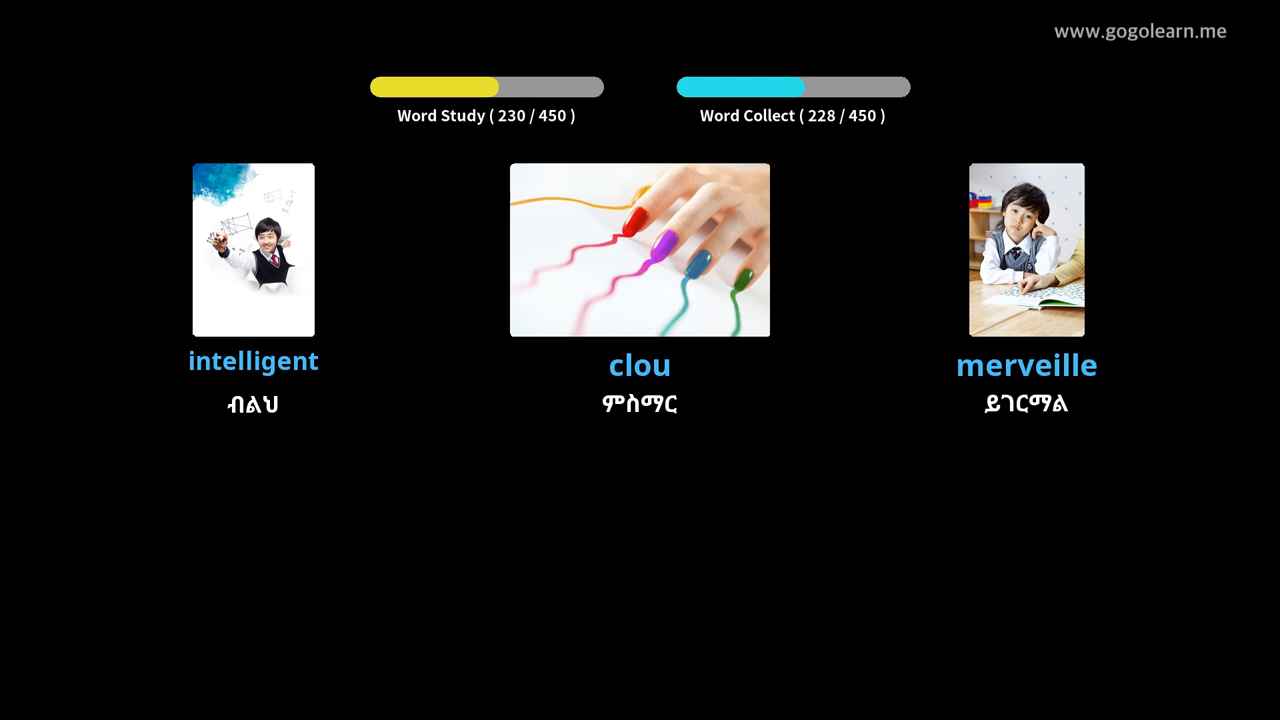 www.gogolearn.me
Word Study ( 230 / 450 )
Word Collect ( 228 / 450 )
intelligent
clou
merveille
ብልህ
ምስማር
ይገርማል